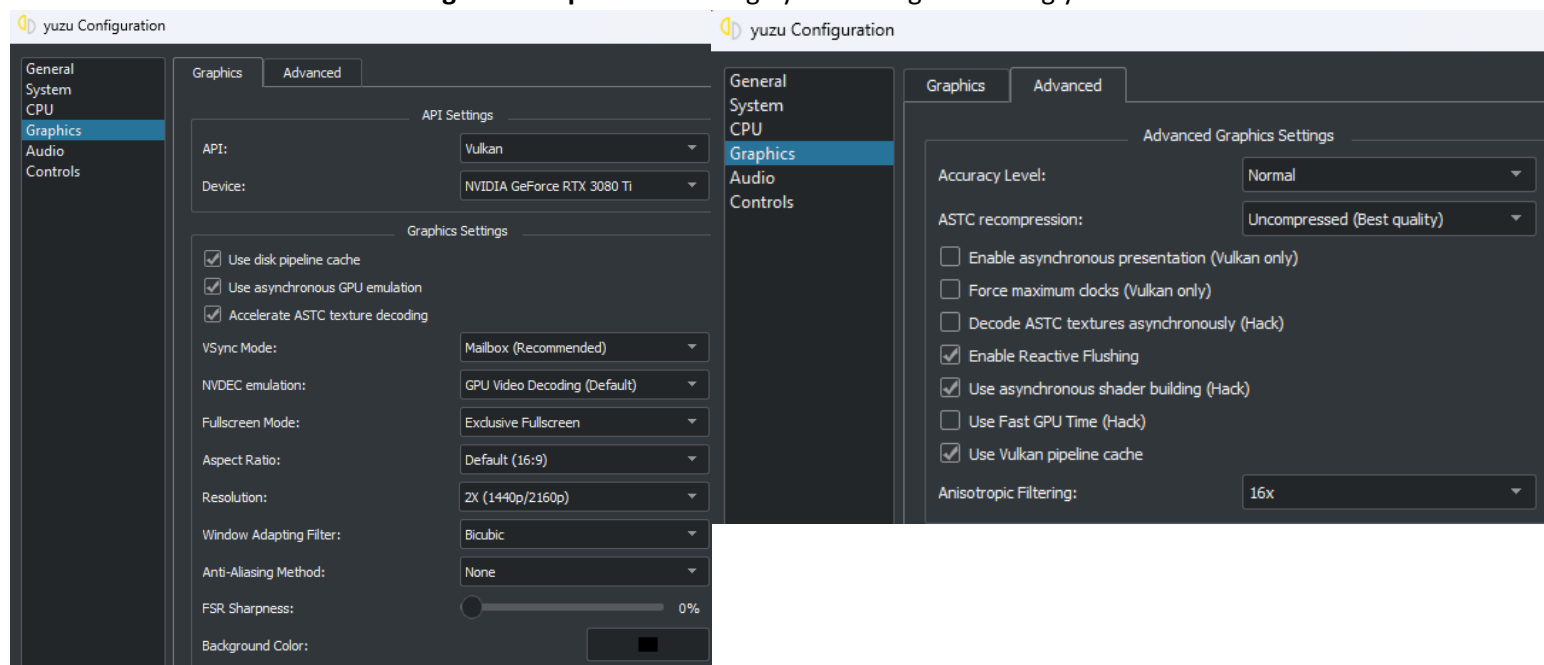 yuzu Configuration
General
System
CPU
Graphics
Audio
Controls
Graphics Advanced
API Settings
API: Vulkan
Device: NVIDIA GeForce RTX 3080 Ti
Graphics Settings
Use disk pipeline cache
Use asynchronous GPU emulation
Accelerate ASTC texture decoding
VSync Mode: Mailbox (Recommended)
NVDEC emulation: GPU Video Decoding (Default)
Fullscreen Mode: Exclusive Fullscreen
Aspect Ratio: Default (16:9)
Resolution: 2X (1440p/2160p)
Window Adapting Filter: Bicubic
Anti-Aliasing Method: None
FSR Sharpness: 0%
Background Color:
yuzu Configuration
General
System
CPU
Graphics
Audio
Controls
Graphics Advanced
Advanced Graphics Settings
Accuracy Level: Normal
ASTC recompression: Uncompressed (Best quality)
Enable asynchronous presentation (Vulkan only)
Force maximum clocks (Vulkan only)
Decode ASTC textures asynchronously (Hack)
Enable Reactive Flushing
Use asynchronous shader building (Hack)
Use Fast GPU Time (Hack)
Use Vulkan pipeline cache
Anisotropic Filtering: 16x